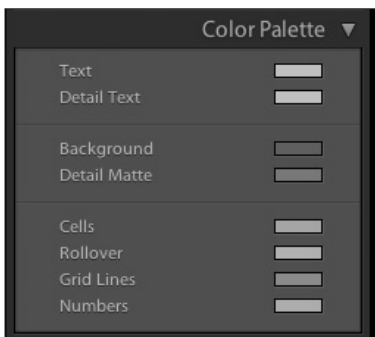 Color Palette ▼
Text
Detail Text
Background
Detail Matte
Cells
Rollover
Grid Lines
Numbers